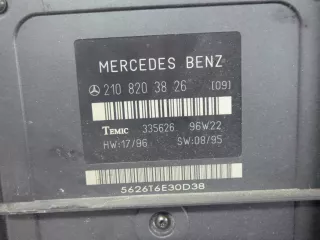 MERCEDES BENZ
210 820 38 26 [09]
TEMIC 335626 96W22
HW:17/96 SW:08/95
5626T6E30D38